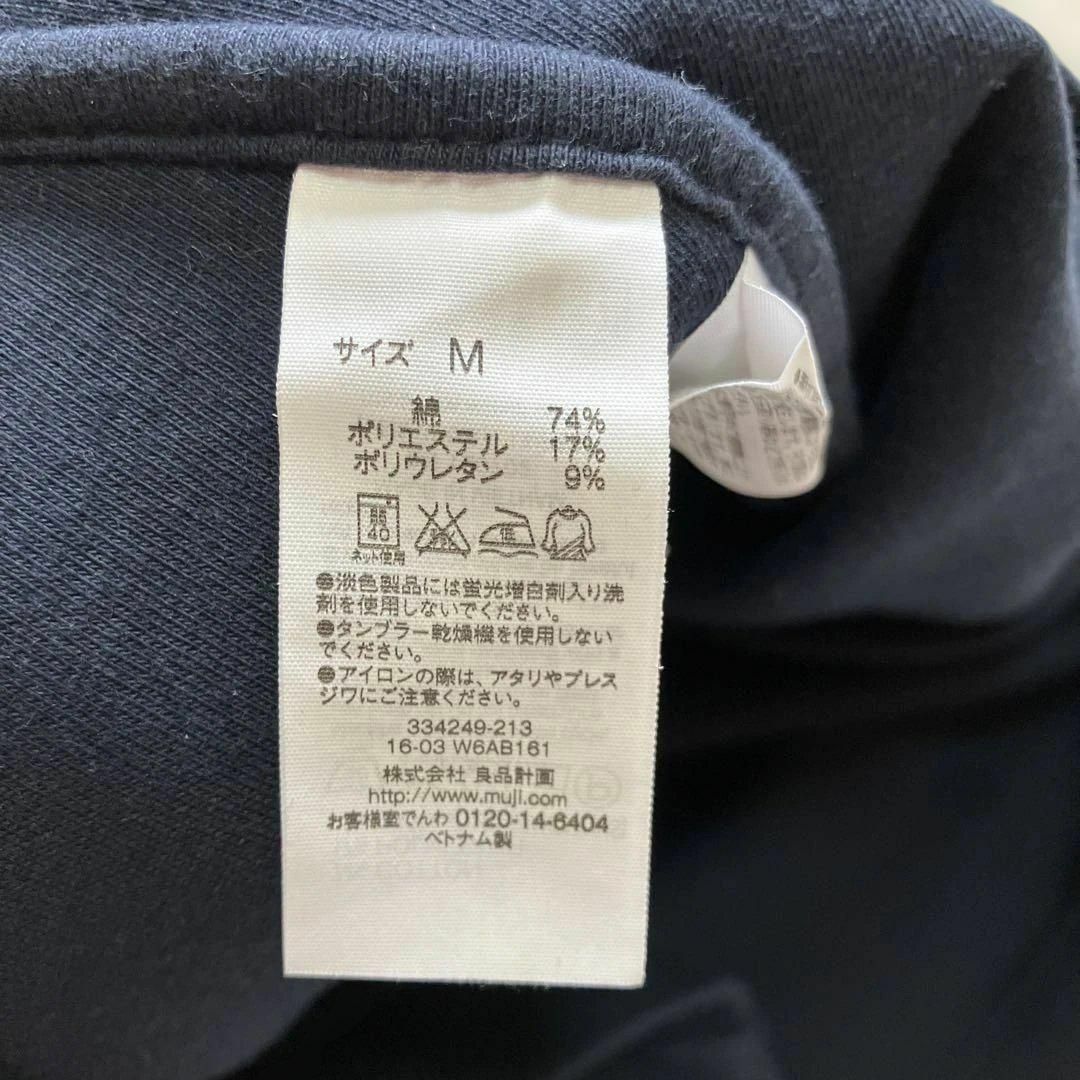 サイズ M
綿 74%
ポリエステル 17%
ポリウレタン 9%
弱
40
ネット使用
低
淡色製品には蛍光増白剤入り洗
剤を使用しないでください。
タンブラー乾燥機を使用しない
でください。
アイロンの際は、アタリやプレス
ジワにご注意ください。
334249-213
16-03 W6AB161
株式会社 良品計画
http://www.muji.com
お客様室でんわ 0120-14-6404
ベトナム製